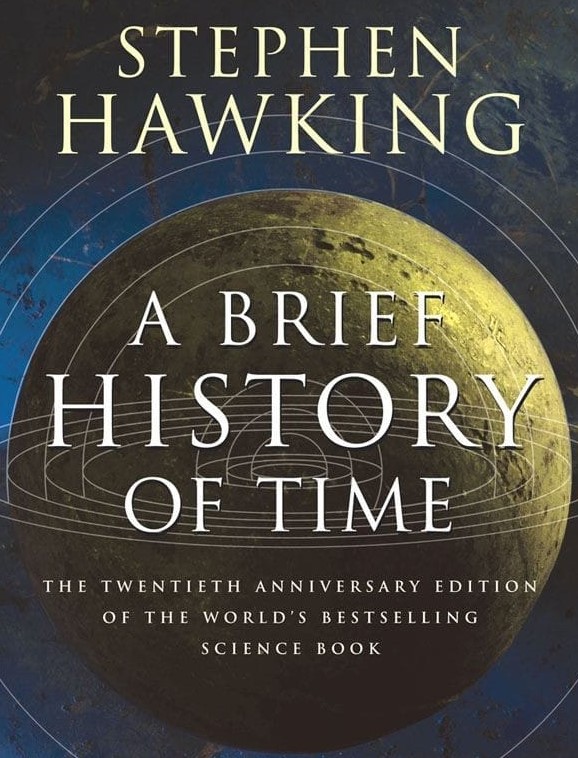 STEPHEN
HAWKING
A BRIEF
HISTORY
OF TIME
THE TWENTIETH ANNIVERSARY EDITION
OF THE WORLD'S BESTSELLING
SCIENCE BOOK